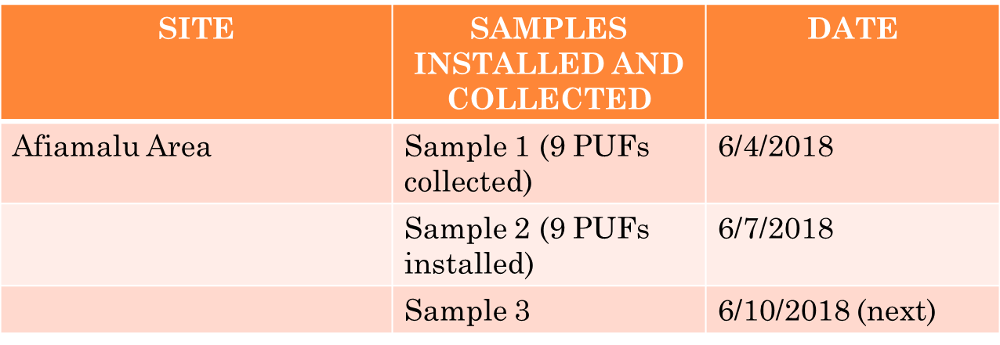 SITE
SAMPLES
INSTALLED AND
COLLECTED
DATE
Afiamalu Area
Sample 1 (9 PUFs
collected)
6/4/2018
Sample 2 (9 PUFs
installed)
6/7/2018
Sample 3
6/10/2018 (next)